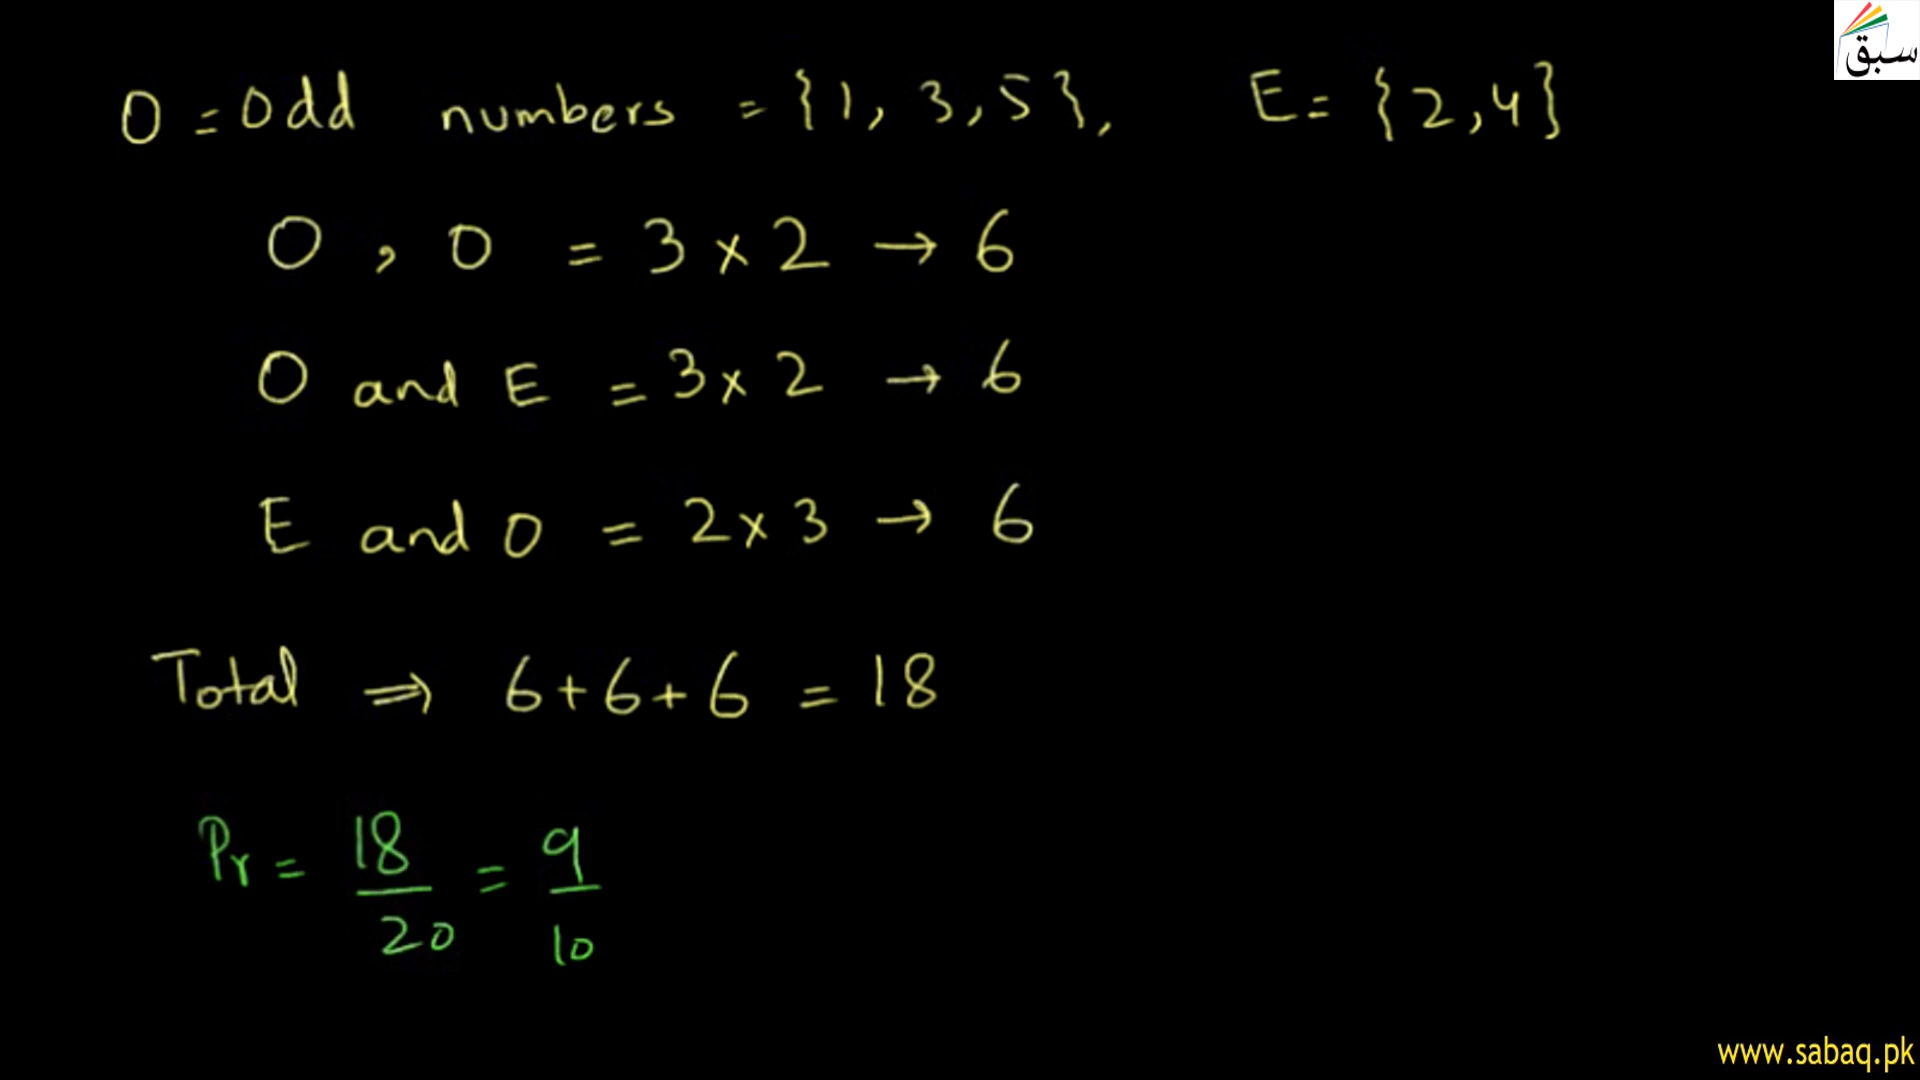 سبق
O = Odd numbers = {1, 3, 5}, E = {2, 4}
O, O = 3 × 2 → 6
O and E = 3 × 2 → 6
E and O = 2 × 3 → 6
Total ⇒ 6 + 6 + 6 = 18
Pr = 18/20 = 9/10
www.sabaq.pk